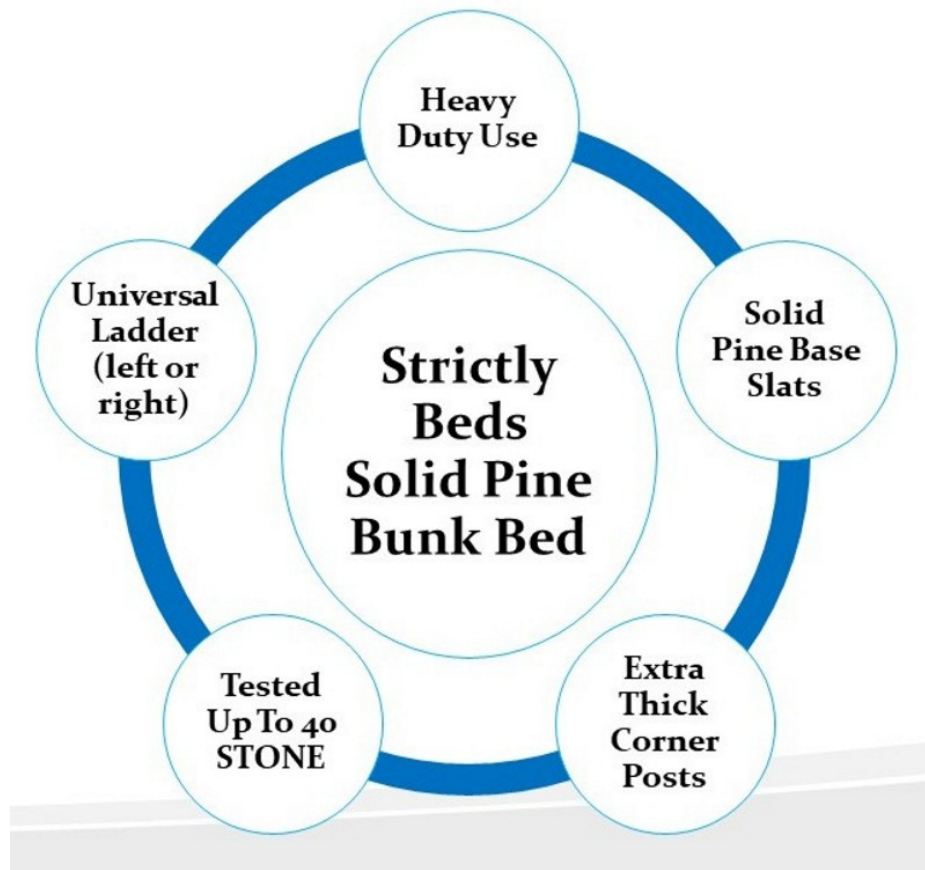 Heavy
Duty Use
Universal
Ladder
(left or
right)
Solid
Pine Base
Slats
Strictly
Beds
Solid Pine
Bunk Bed
Tested
Up To 40
STONE
Extra
Thick
Corner
Posts